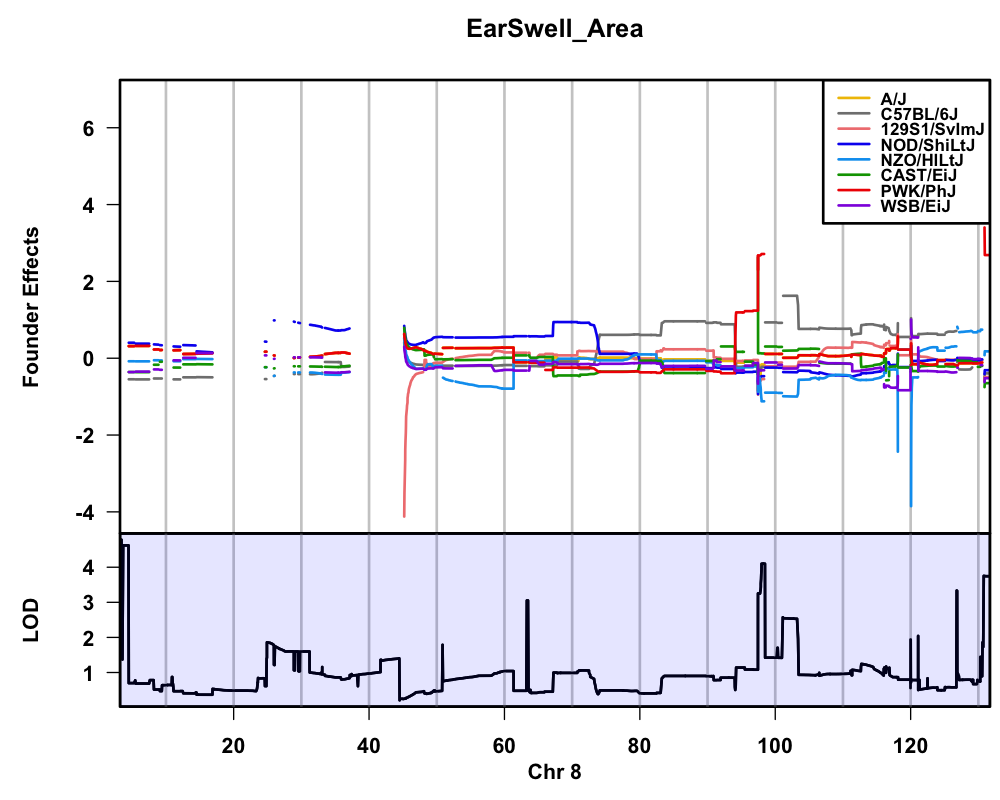 EarSwell_Area
Founder Effects
6
4
2
0
-2
-4
A/J
C57BL/6J
129S1/SvImJ
NOD/ShiLtJ
NZO/HlLtJ
CAST/EiJ
PWK/PhJ
WSB/EiJ
LOD
4
3
2
1
20 40 60 80 100 120
Chr 8